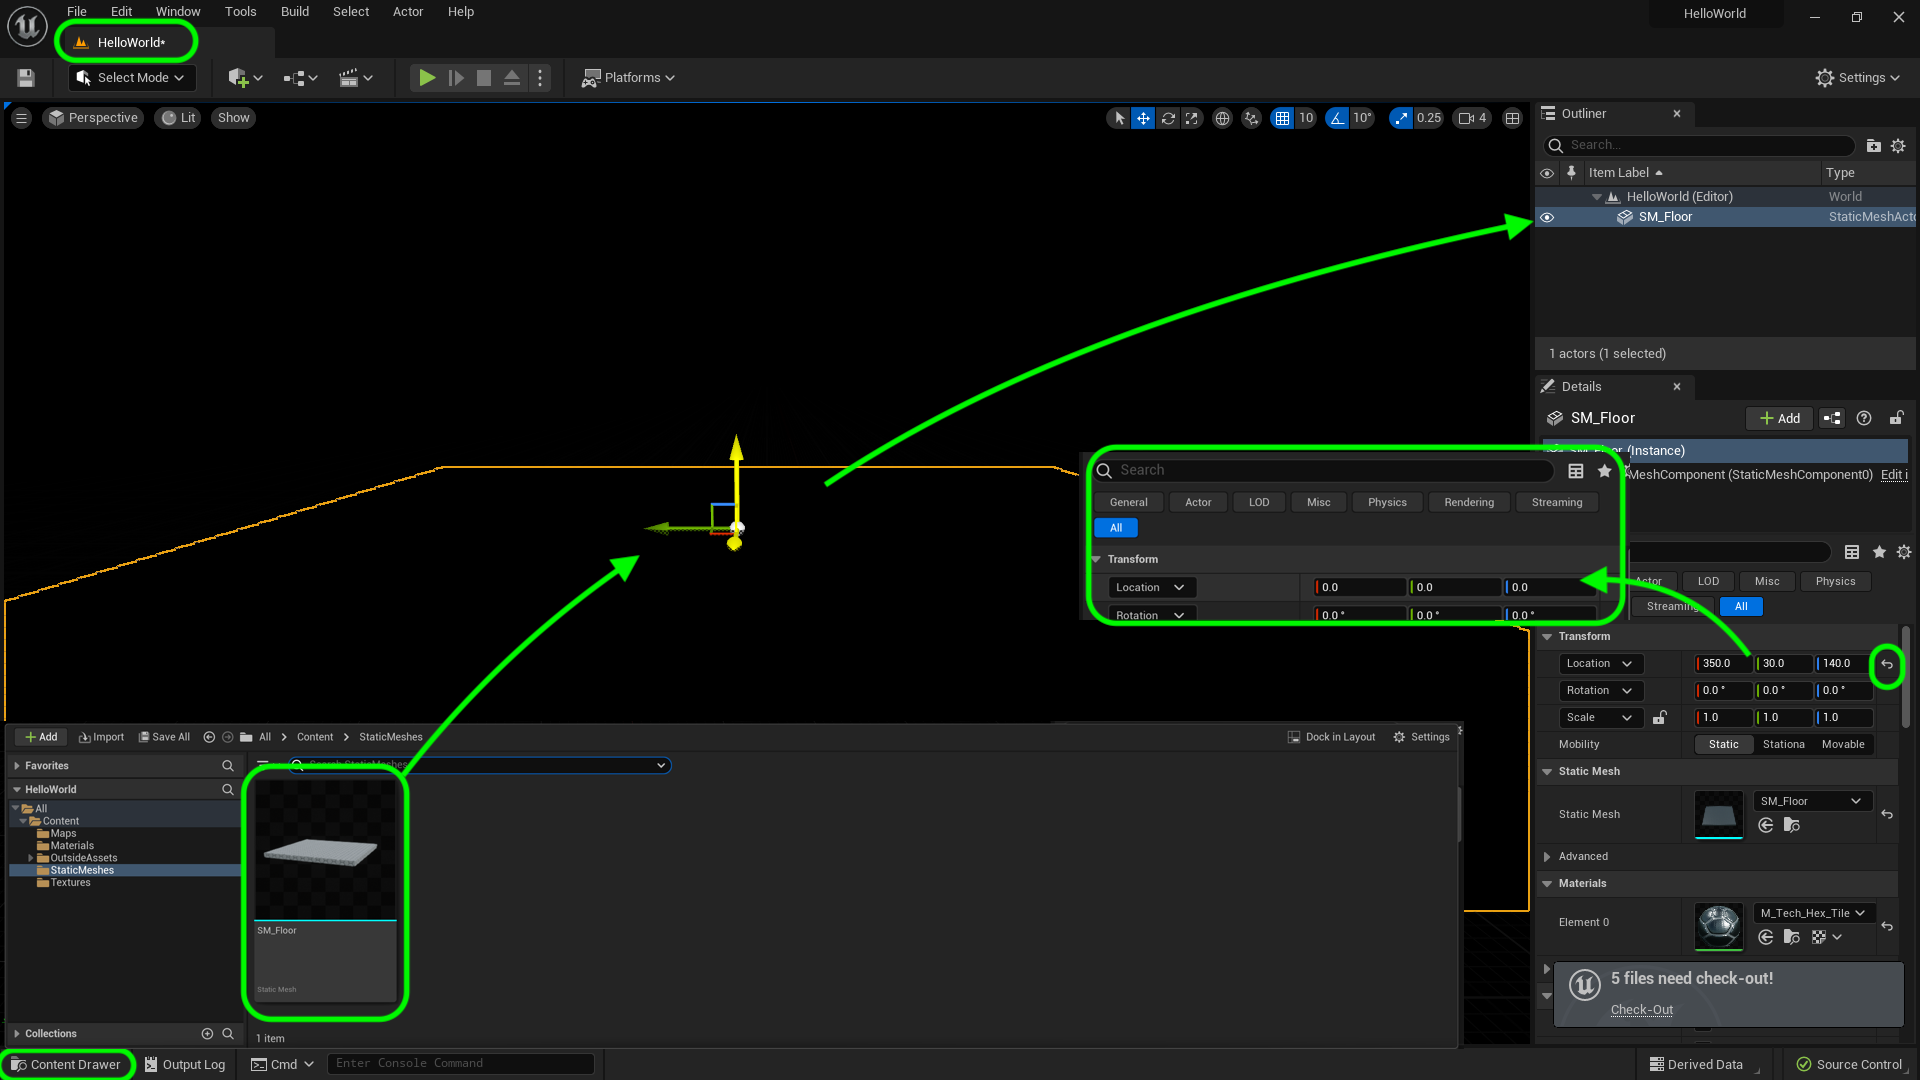 File Edit Window Tools Build Select Actor Help
HelloWorld
HelloWorld*
Select Mode
Platforms
Settings
Perspective Lit Show
10 10° 0.25 4
Outliner
Search...
Item Label Type
HelloWorld (Editor) World
SM_Floor StaticMeshActo
1 actors (1 selected)
Details
SM_Floor
Add
(Instance)
MeshComponent (StaticMeshComponent0) Edit i
Search
General Actor LOD Misc Physics Rendering Streaming
All
Transform
Location 0.0 0.0 0.0
Rotation 0.0 ° 0.0 ° 0.0 °
Actor LOD Misc Physics
Streaming All
Transform
Location 350.0 30.0 140.0
Rotation 0.0 ° 0.0 ° 0.0 °
Scale 1.0 1.0 1.0
Mobility Static Stationa Movable
Static Mesh
Static Mesh SM_Floor
Advanced
Materials
Element 0 M_Tech_Hex_Tile
5 files need check-out!
Check-Out
Add Import Save All All Content StaticMeshes
Dock in Layout Settings
Favorites
Search StaticMeshes
HelloWorld
All
Content
Maps
Materials
OutsideAssets
StaticMeshes
Textures
SM_Floor
Static Mesh
Collections
1 item
Content Drawer Output Log Cmd Enter Console Command
Derived Data Source Control